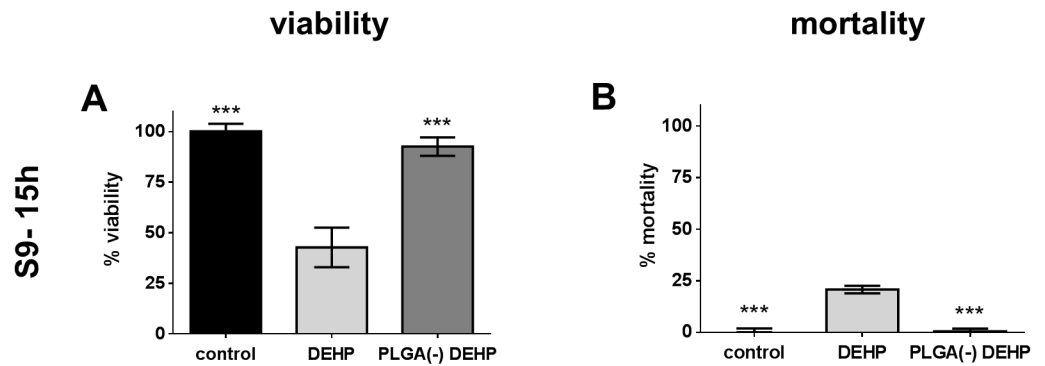 viability
mortality
S9- 15h
A
% viability
100
75
50
25
0
***
***
control
DEHP
PLGA(-) DEHP
B
% mortality
100
75
50
25
0
***
***
control
DEHP
PLGA(-) DEHP